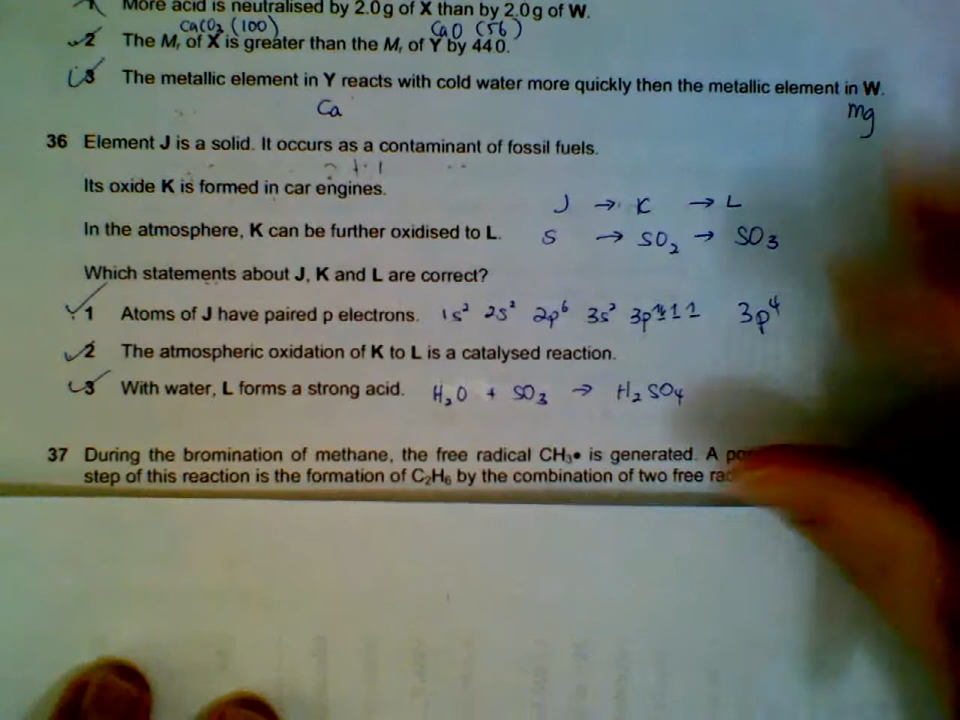 More acid is neutralised by 2.0g of X than by 2.0g of W.
CaCO3 (100) CaO (56)
2 The Mr of X is greater than the Mr of Y by 44.0.
3 The metallic element in Y reacts with cold water more quickly then the metallic element in W.
Ca Mg
36 Element J is a solid. It occurs as a contaminant of fossil fuels.
Its oxide K is formed in car engines.
J → K → L
In the atmosphere, K can be further oxidised to L.
S → SO2 → SO3
Which statements about J, K and L are correct?
1 Atoms of J have paired p electrons. 1s² 2s² 2p⁶ 3s² 3p 3p⁴
2 The atmospheric oxidation of K to L is a catalysed reaction.
3 With water, L forms a strong acid. H2O + SO3 → H2SO4
37 During the bromination of methane, the free radical CH3• is generated. A
step of this reaction is the formation of C2H6 by the combination of two free